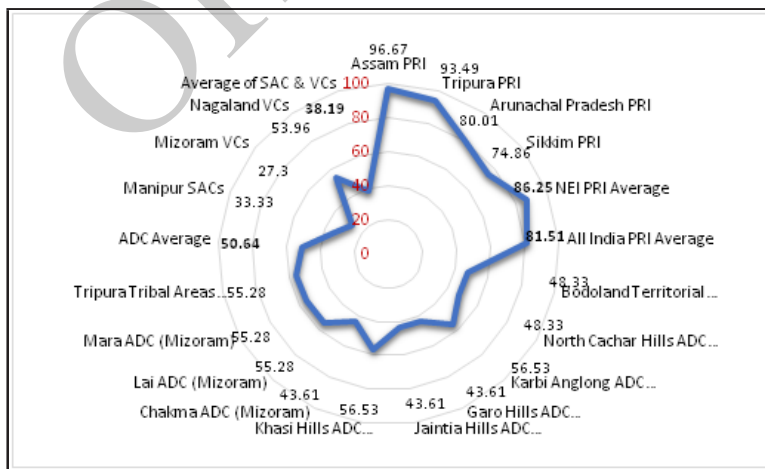 96.67
Assam PRI
93.49
Tripura PRI
Arunachal Pradesh PRI
80.01
Sikkim PRI
74.86
86.25 NEI PRI Average
81.51 All India PRI Average
Bodoland Territorial ...
48.33
North Cachar Hills ADC...
48.33
Karbi Anglong ADC...
56.53
Garo Hills ADC...
43.61
Jaintia Hills ADC...
43.61
Khasi Hills ADC...
56.53
Chakma ADC (Mizoram)
43.61
Lai ADC (Mizoram)
55.28
Mara ADC (Mizoram)
55.28
Tripura Tribal Areas...
55.28
ADC Average 50.64
Manipur SACs
33.33
Mizoram VCs
27.3
Nagaland VCs
53.96
Average of SAC & VCs
38.19
100
80
60
40
20
0